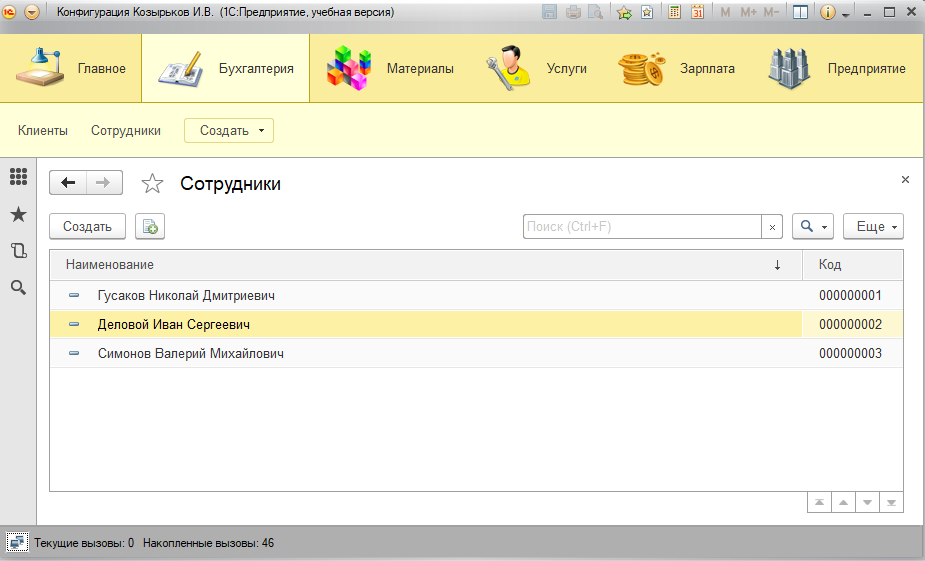 1С Конфигурация Козырьков И.В. (1С:Предприятие, учебная версия) 31 M M+ M- i
Главное Бухгалтерия Материалы Услуги Зарплата Предприятие
Клиенты Сотрудники Создать
Сотрудники
Создать Поиск (Ctrl+F) Еще
Наименование Код
Гусаков Николай Дмитриевич 000000001
Деловой Иван Сергеевич 000000002
Симонов Валерий Михайлович 000000003
Текущие вызовы: 0 Накопленные вызовы: 46